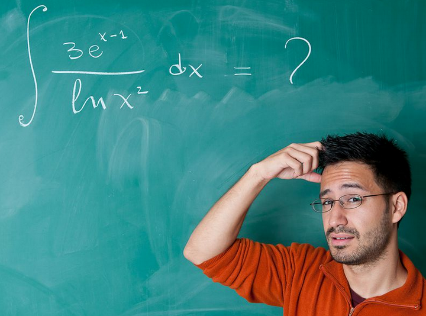 ∫ 3e^(x-1) / ln x² dx = ?